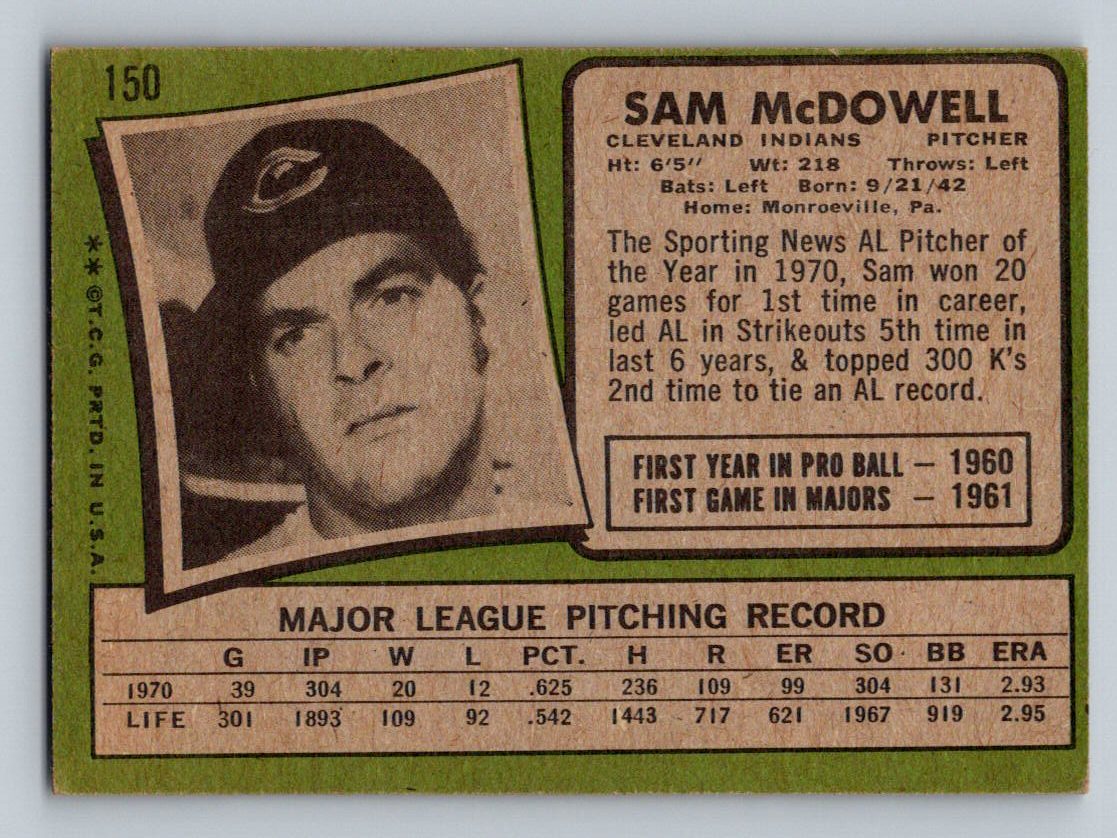 150
** ©T.C.G. PRTD. IN U.S.A.
C
SAM McDOWELL
CLEVELAND INDIANS PITCHER
Ht: 6'5" Wt: 218 Throws: Left
Bats: Left Born: 9/21/42
Home: Monroeville, Pa.
The Sporting News AL Pitcher of
the Year in 1970, Sam won 20
games for 1st time in career,
led AL in Strikeouts 5th time in
last 6 years, & topped 300 K's
2nd time to tie an AL record.
FIRST YEAR IN PRO BALL — 1960
FIRST GAME IN MAJORS — 1961
MAJOR LEAGUE PITCHING RECORD
G IP W L PCT. H R ER SO BB ERA
1970 39 304 20 12 .625 236 109 99 304 131 2.93
LIFE 301 1893 109 92 .542 1443 717 621 1967 919 2.95